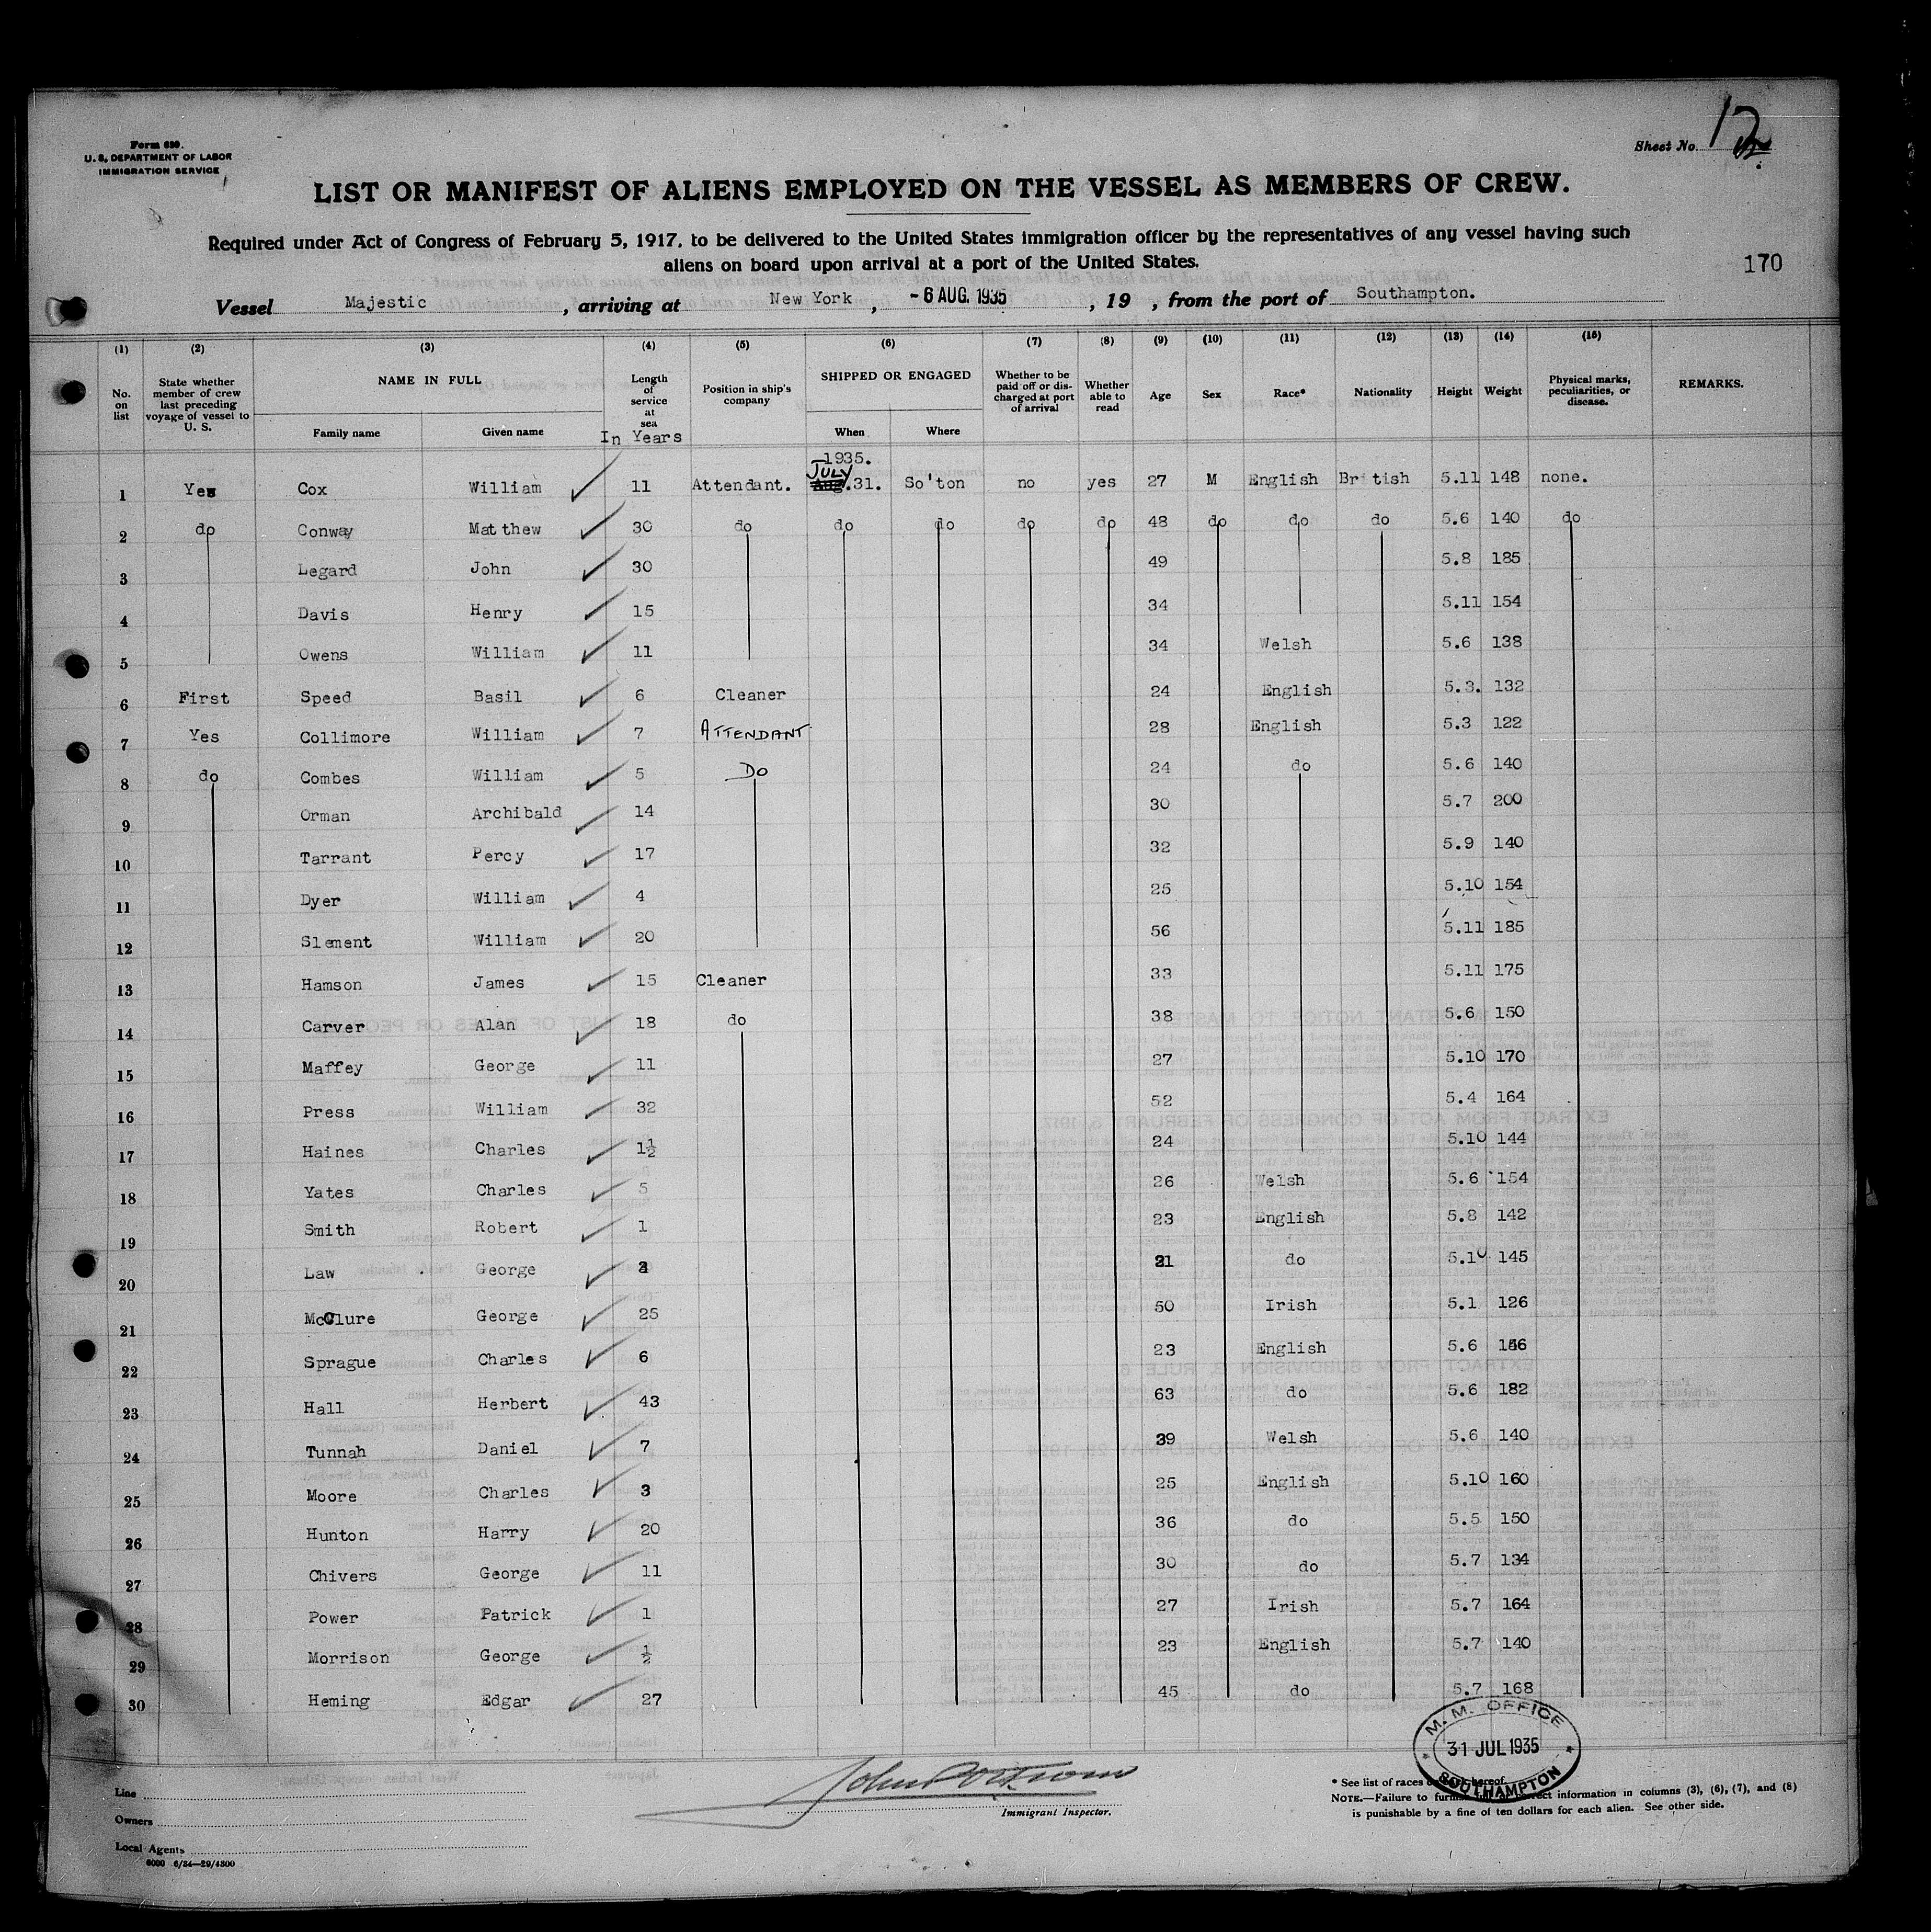 Form 630.
U. S. DEPARTMENT OF LABOR
IMMIGRATION SERVICE
Sheet No. 12
LIST OR MANIFEST OF ALIENS EMPLOYED ON THE VESSEL AS MEMBERS OF CREW.
Required under Act of Congress of February 5, 1917, to be delivered to the United States immigration officer by the representatives of any vessel having such
aliens on board upon arrival at a port of the United States.
170
Vessel Majestic , arriving at New York , - 6 AUG. 1935 , 19 , from the port of Southampton.
(1) (2) (3) (4) (5) (6) (7) (8) (9) (10) (11) (12) (13) (14) (15)
No. on list
State whether member of crew last preceding voyage of vessel to U. S.
NAME IN FULL
Family name Given name
Length of service at sea
In Years
Position in ship's company
SHIPPED OR ENGAGED
When Where
Whether to be paid off or discharged at port of arrival
Whether able to read
Age Sex Race* Nationality Height Weight
Physical marks, peculiarities, or disease.
REMARKS.
1935.
JULY
1 Yes Cox William 11 Attendant. Aug.31. So'ton no yes 27 M English British 5.11 148 none.
2 do Conway Matthew 30 do do do do do 48 do do do 5.6 140 do
3 Legard John 30 49 5.8 185
4 Davis Henry 15 34 5.11 154
5 Owens William 11 34 Welsh 5.6 138
6 First Speed Basil 6 Cleaner 24 English 5.3. 132
7 Yes Collimore William 7 ATTENDANT 28 English 5.3 122
8 do Combes William 5 DO 24 do 5.6 140
9 Orman Archibald 14 30 5.7 200
10 Tarrant Percy 17 32 5.9 140
11 Dyer William 4 25 5.10 154
12 Slement William 20 56 5.11 185
13 Hamson James 15 Cleaner 33 5.11 175
14 Carver Alan 18 do 38 5.6 150
15 Maffey George 11 27 5.10 170
16 Press William 32 52 5.4 164
17 Haines Charles 1½ 24 5.10 144
18 Yates Charles 5 26 Welsh 5.6 154
19 Smith Robert 1 23 English 5.8 142
20 Law George 21 do 5.10 145
21 McClure George 25 50 Irish 5.1 126
22 Sprague Charles 6 23 English 5.6
23 Hall Herbert 43 63 do 5.6 182
24 Tunnah Daniel 7 39 Welsh 5.6 140
25 Moore Charles 3 25 English 5.10 160
26 Hunton Harry 20 36 do 5.5 150
27 Chivers George 11 30 do 5.7 134
28 Power Patrick 1 27 Irish 5.7 164
29 Morrison George ½ 23 English 5.7 140
30 Heming Edgar 27 45 do 5.7 168
M. M. OFFICE
31 JUL 1935
SOUTHAMPTON
Line
Owners
Local Agents
6000 6/34—29/4300
Immigrant Inspector.
* See list of races hereof.
NOTE.—Failure to furnish information in columns (3), (6), (7), and (8)
is punishable by a fine of ten dollars for each alien. See other side.